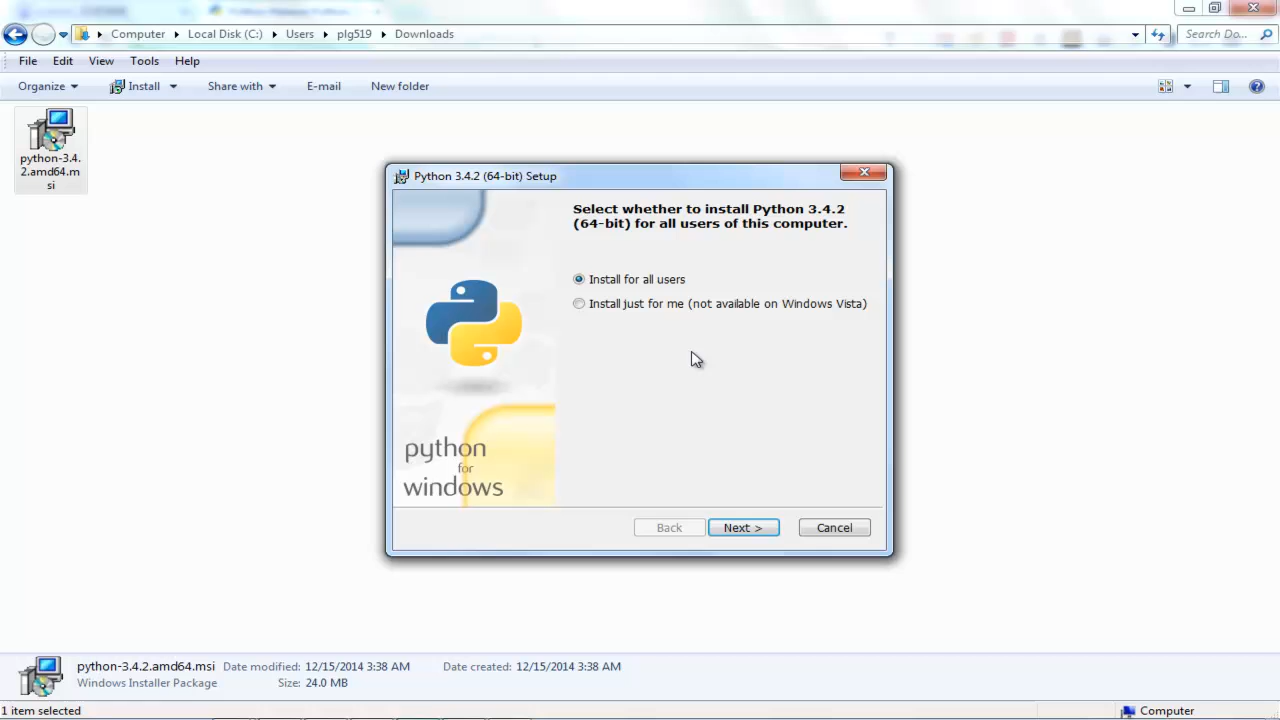 Computer Local Disk (C:) Users plg519 Downloads Search Do...
File Edit View Tools Help
Organize Install Share with E-mail New folder
python-3.4.
2.amd64.m
si
Python 3.4.2 (64-bit) Setup
Select whether to install Python 3.4.2
(64-bit) for all users of this computer.
Install for all users
Install just for me (not available on Windows Vista)
python
for
windows
Back Next > Cancel
python-3.4.2.amd64.msi Date modified: 12/15/2014 3:38 AM Date created: 12/15/2014 3:38 AM
Windows Installer Package Size: 24.0 MB
1 item selected Computer